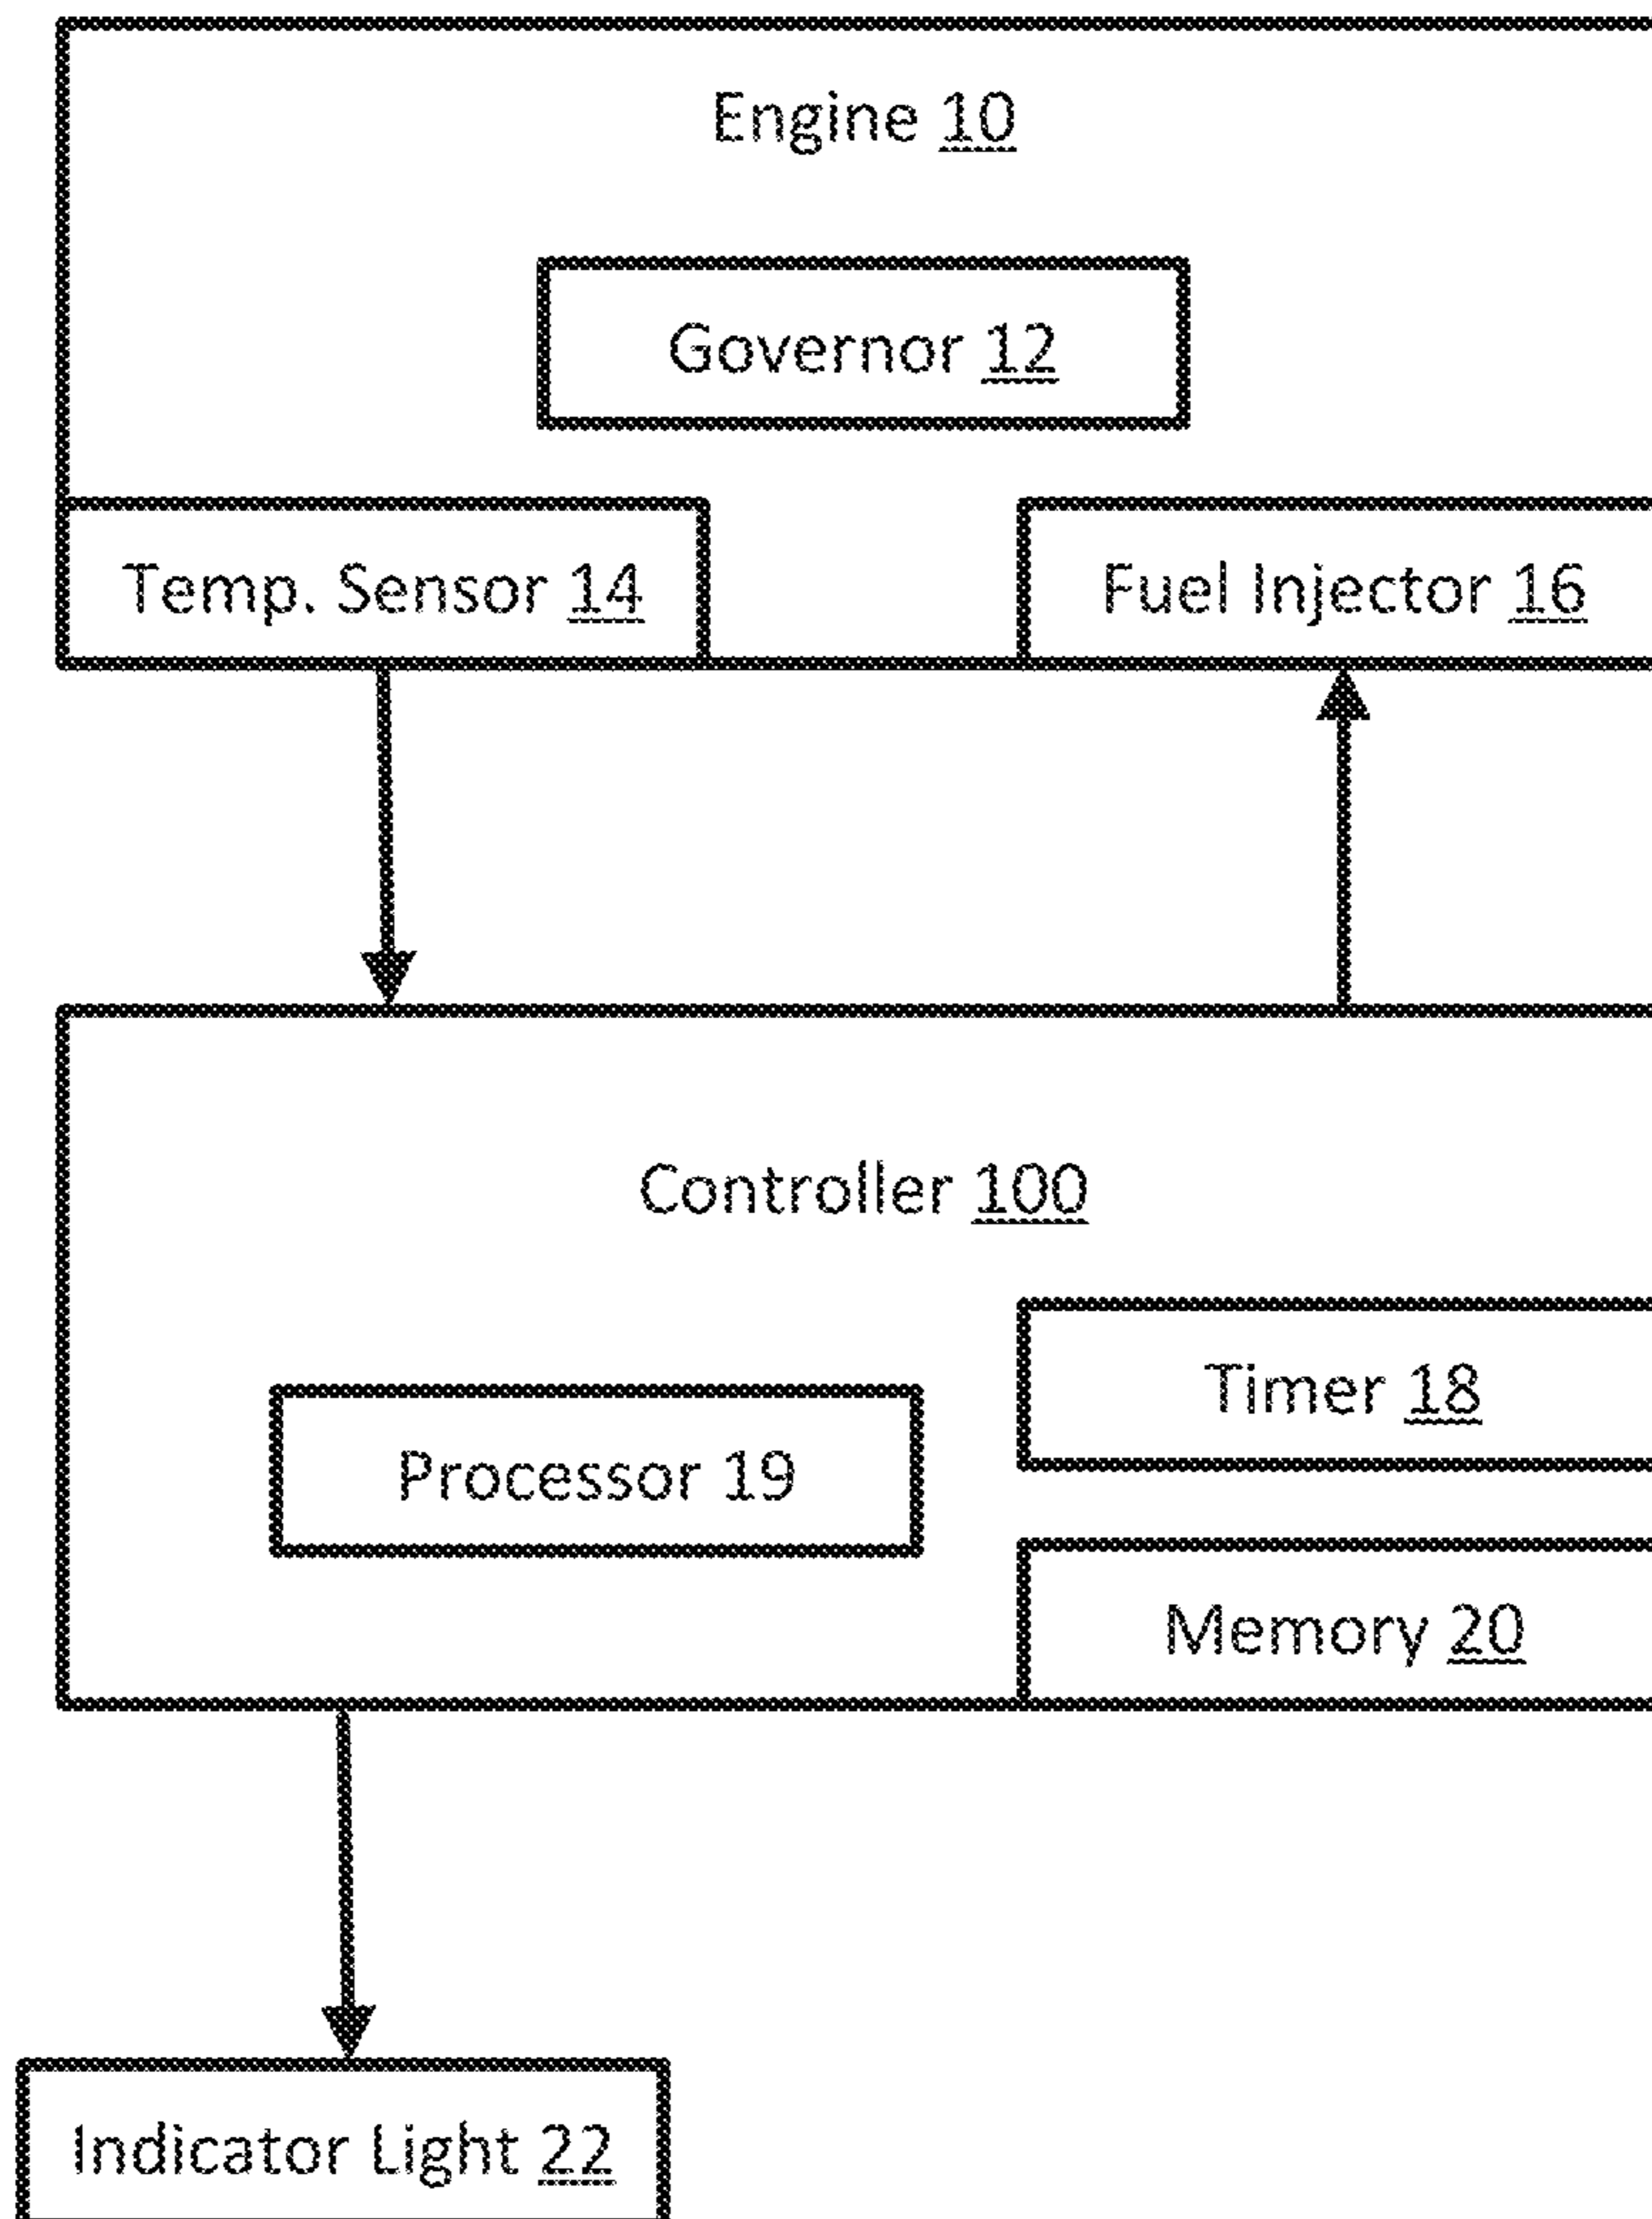 Engine 10
Governor 12
Temp. Sensor 14
Fuel Injector 16
Controller 100
Timer 18
Processor 19
Memory 20
Indicator Light 22